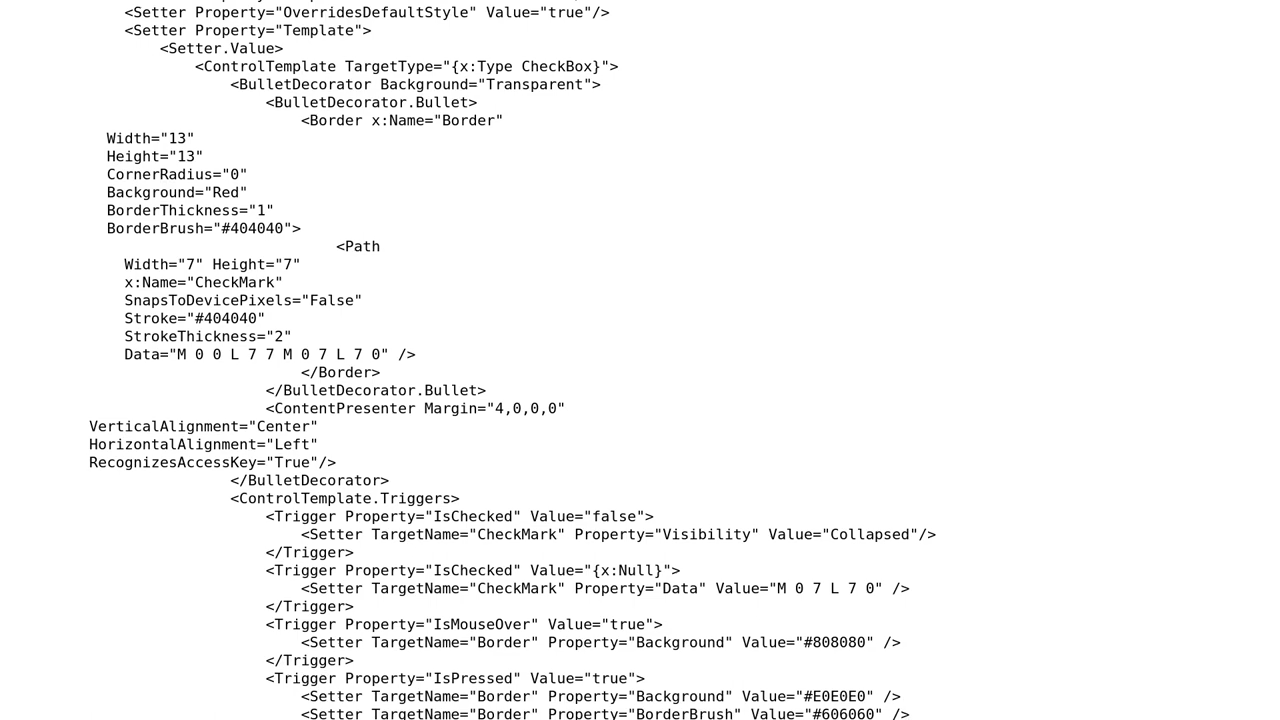 <Setter Property="OverridesDefaultStyle" Value="true"/>
<Setter Property="Template">
<Setter.Value>
<ControlTemplate TargetType="{x:Type CheckBox}">
<BulletDecorator Background="Transparent">
<BulletDecorator.Bullet>
<Border x:Name="Border"
Width="13"
Height="13"
CornerRadius="0"
Background="Red"
BorderThickness="1"
BorderBrush="#404040">
<Path
Width="7" Height="7"
x:Name="CheckMark"
SnapsToDevicePixels="False"
Stroke="#404040"
StrokeThickness="2"
Data="M 0 0 L 7 7 M 0 7 L 7 0" />
</Border>
</BulletDecorator.Bullet>
<ContentPresenter Margin="4,0,0,0"
VerticalAlignment="Center"
HorizontalAlignment="Left"
RecognizesAccessKey="True"/>
</BulletDecorator>
<ControlTemplate.Triggers>
<Trigger Property="IsChecked" Value="false">
<Setter TargetName="CheckMark" Property="Visibility" Value="Collapsed"/>
</Trigger>
<Trigger Property="IsChecked" Value="{x:Null}">
<Setter TargetName="CheckMark" Property="Data" Value="M 0 7 L 7 0" />
</Trigger>
<Trigger Property="IsMouseOver" Value="true">
<Setter TargetName="Border" Property="Background" Value="#808080" />
</Trigger>
<Trigger Property="IsPressed" Value="true">
<Setter TargetName="Border" Property="Background" Value="#E0E0E0" />
<Setter TargetName="Border" Property="BorderBrush" Value="#606060" />